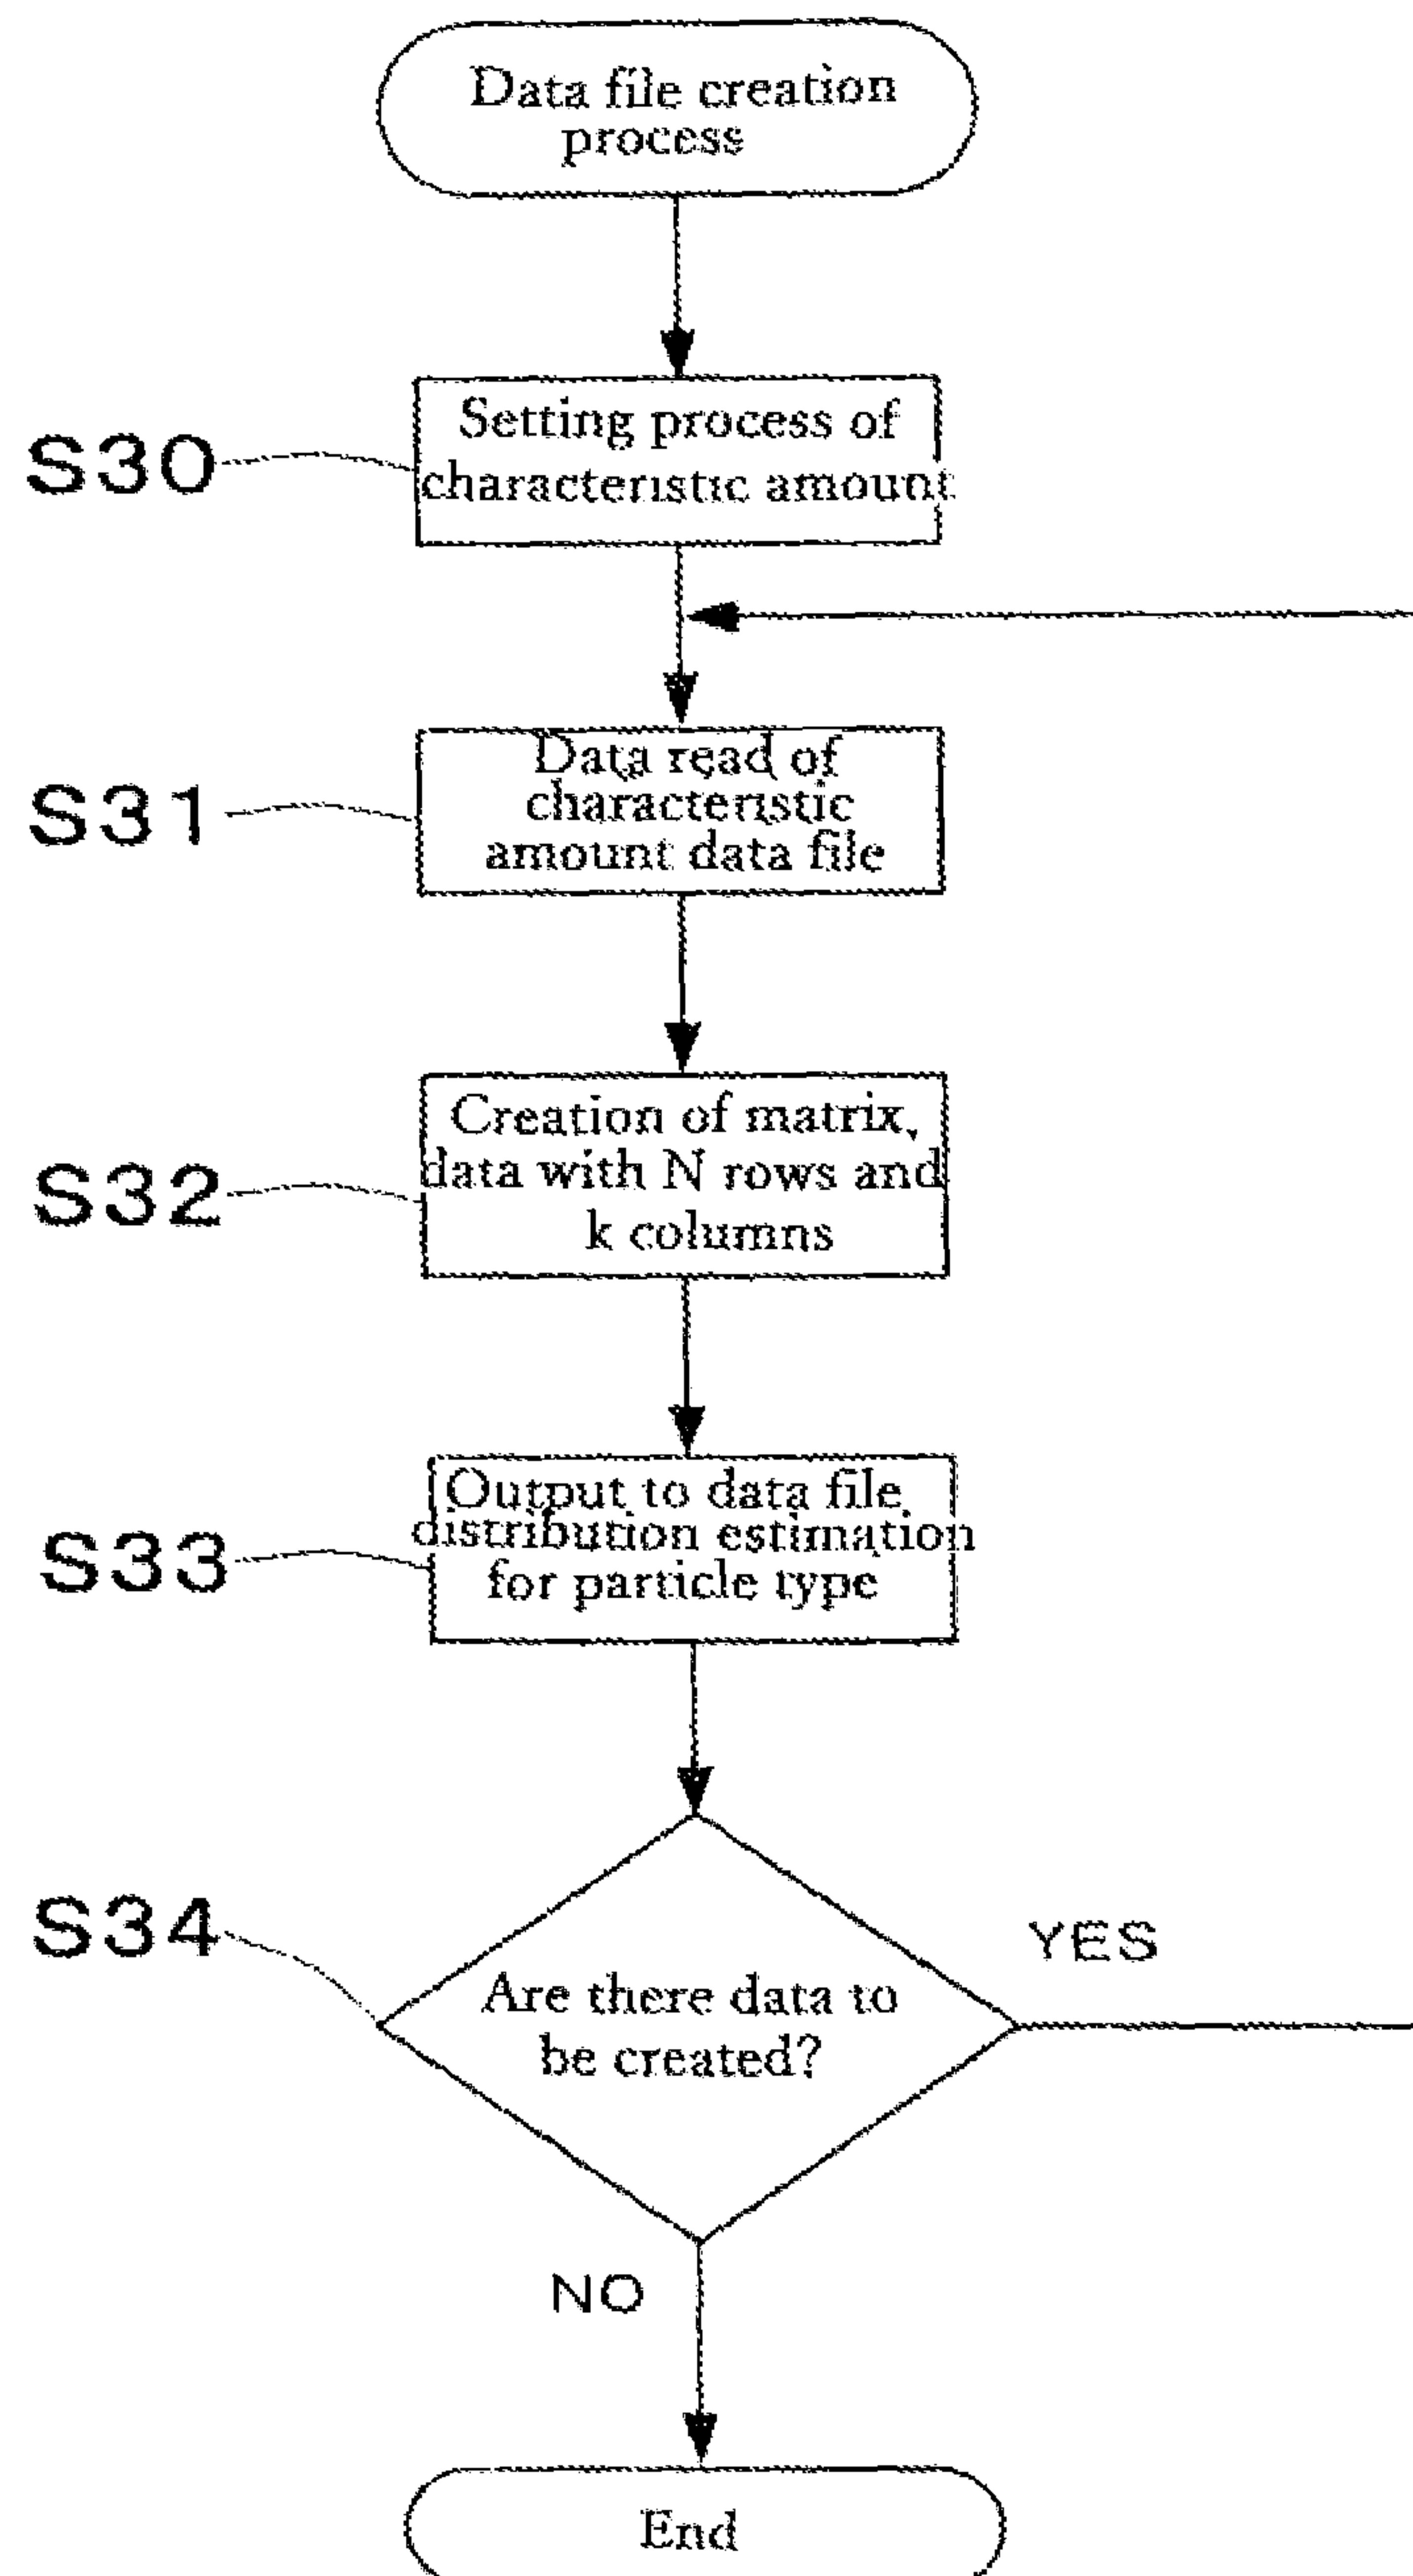 Data file creation
process
S30
Setting process of
characteristic amount
S31
Data read of
characteristic
amount data file
S32
Creation of matrix
data with N rows and
k columns
S33
Output to data file
distribution estimation
for particle type
S34
Are there data to
be created?
YES
NO
End